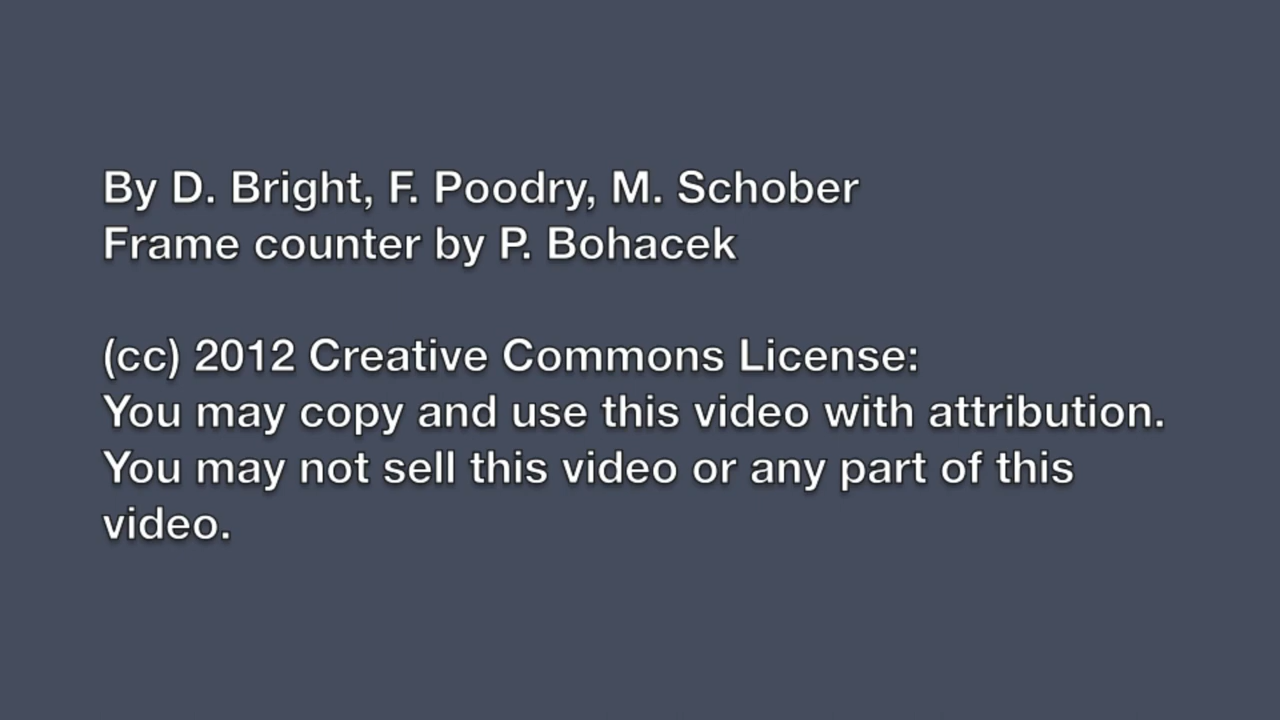 By D. Bright, F. Poodry, M. Schober
Frame counter by P. Bohacek
(cc) 2012 Creative Commons License:
You may copy and use this video with attribution.
You may not sell this video or any part of this
video.